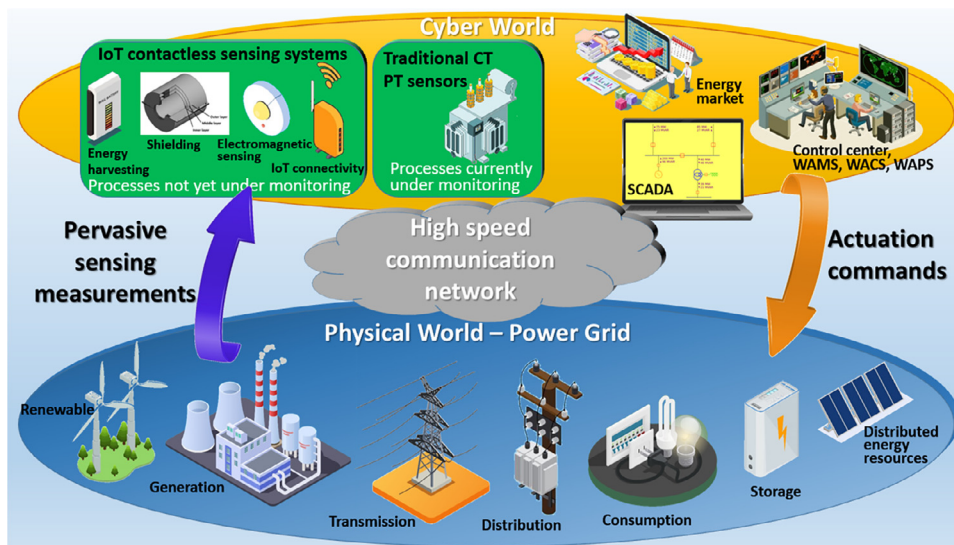 Cyber World
IoT contactless sensing systems
Energy
harvesting
Shielding
Electromagnetic
sensing
IoT connectivity
Processes not yet under monitoring
Traditional CT
PT sensors
Processes currently
under monitoring
Energy
market
SCADA
Control center,
WAMS, WACS, WAPS
Pervasive
sensing
measurements
High speed
communication
network
Actuation
commands
Physical World – Power Grid
Renewable
Generation
Transmission
Distribution
Consumption
Storage
Distributed
energy
resources